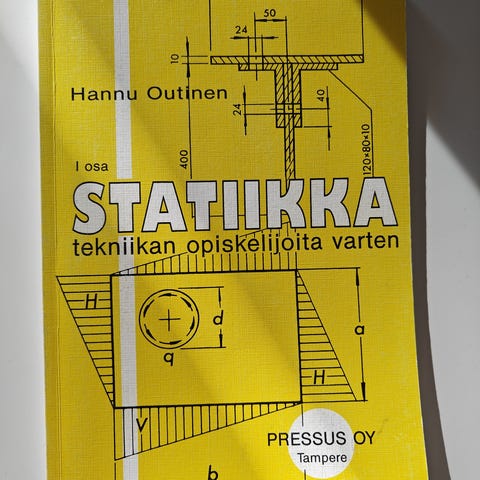 50
24
10
Hannu Outinen
24
40
400
120×80×10
I osa
STATIIKKA
tekniikan opiskelijoita varten
H
d
a
q
H
V
PRESSUS OY
Tampere
b